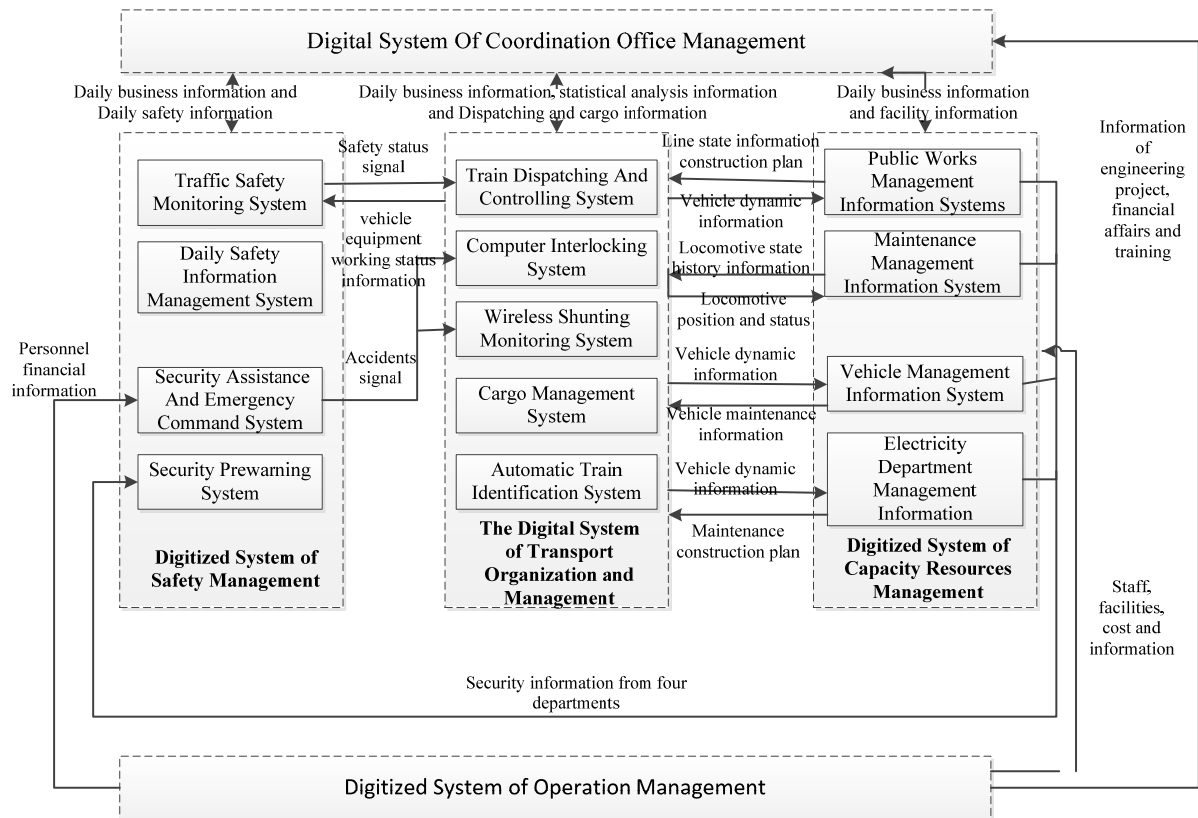 Digital System Of Coordination Office Management
Daily business information and
Daily safety information
Daily business information, statistical analysis information
and Dispatching and cargo information
Daily business information
and facility information
Information
of
engineering
project,
financial
affairs and
training
Traffic Safety
Monitoring System
Daily Safety
Information
Management System
Security Assistance
And Emergency
Command System
Security Prewarning
System
Digitized System of
Safety Management
Safety status
signal
vehicle
equipment
working status
information
Accidents
signal
Personnel
financial
information
Train Dispatching And
Controlling System
Computer Interlocking
System
Wireless Shunting
Monitoring System
Cargo Management
System
Automatic Train
Identification System
The Digital System
of Transport
Organization and
Management
Line state information
construction plan
Vehicle dynamic
information
Locomotive state
history information
Locomotive
position and status
Vehicle dynamic
information
Vehicle maintenance
information
Vehicle dynamic
information
Maintenance
construction plan
Public Works
Management
Information Systems
Maintenance
Management
Information System
Vehicle Management
Information System
Electricity
Department
Management
Information
Digitized System of
Capacity Resources
Management
Staff,
facilities,
cost and
information
Security information from four
departments
Digitized System of Operation Management